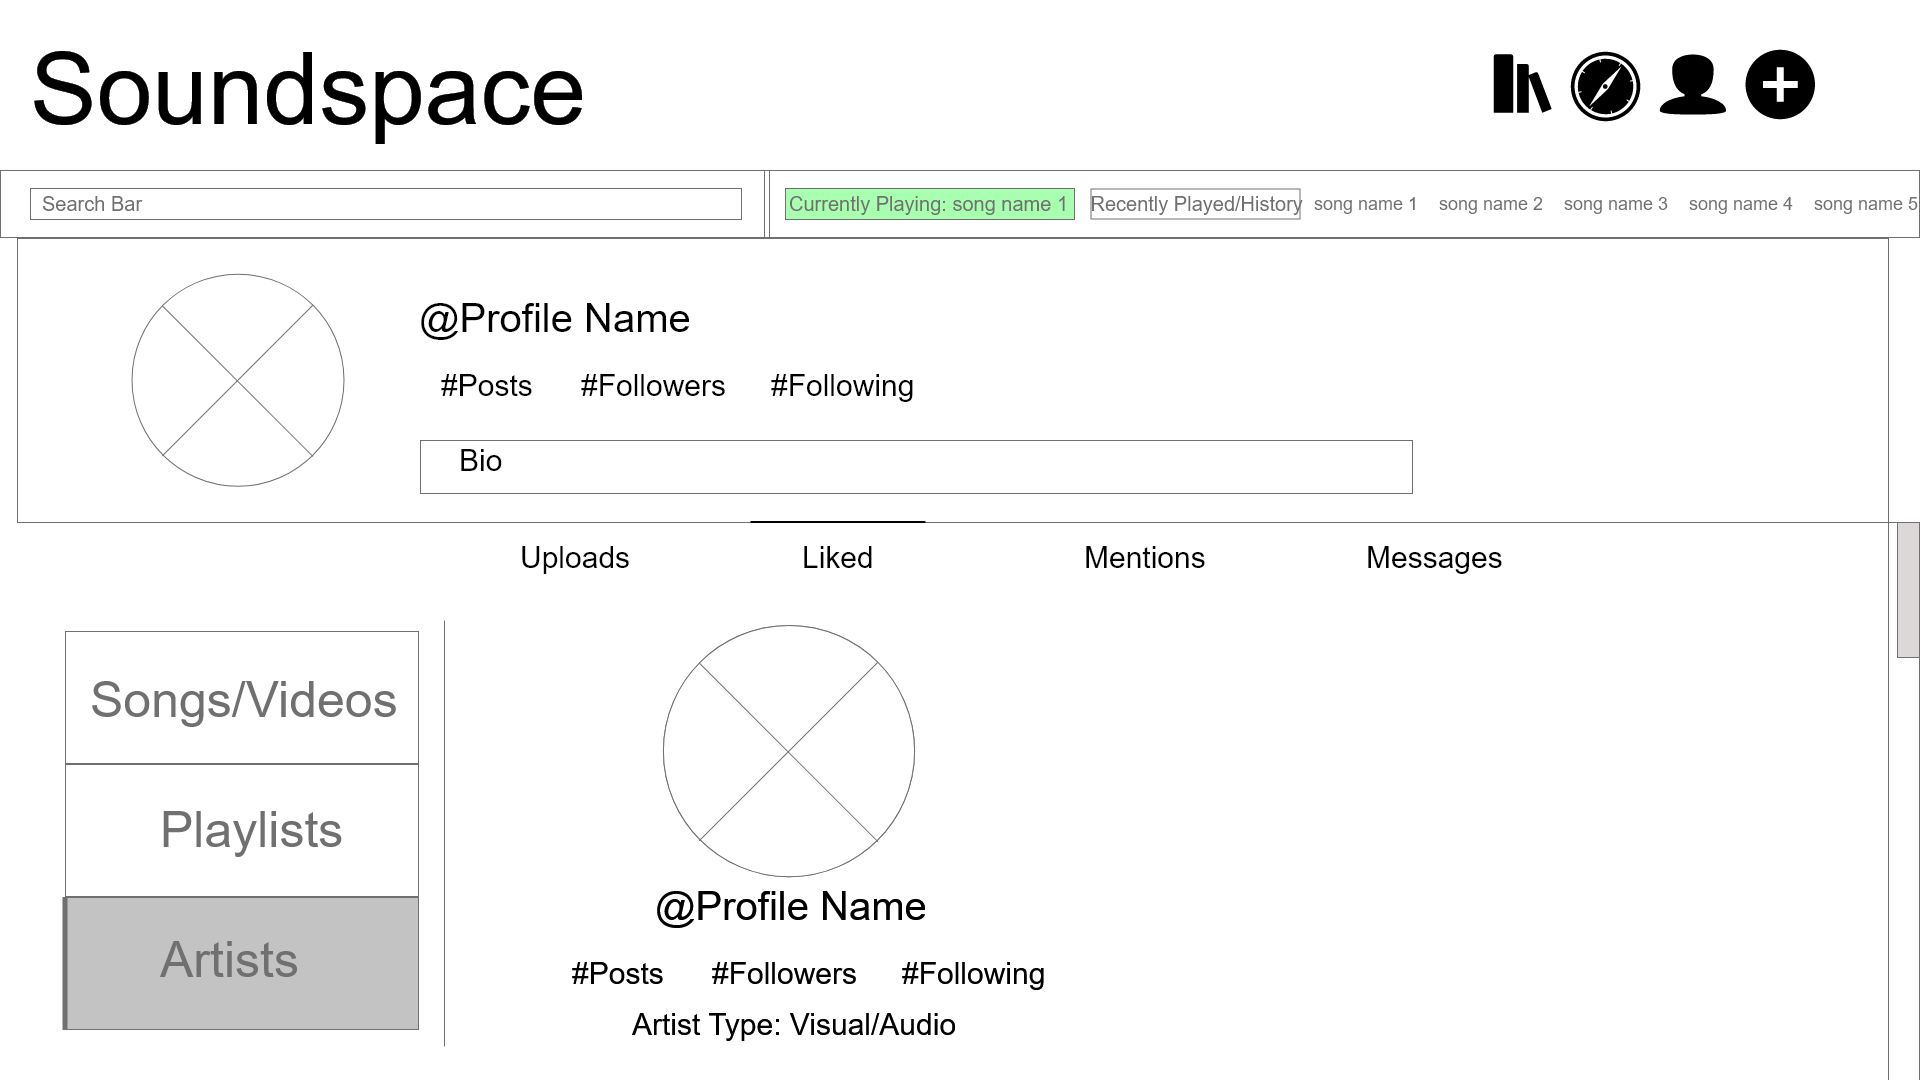 Soundspace
Search Bar
Currently Playing: song name 1
Recently Played/History
song name 1
song name 2
song name 3
song name 4
song name 5
@Profile Name
#Posts
#Followers
#Following
Bio
Uploads
Liked
Mentions
Messages
Songs/Videos
Playlists
Artists
@Profile Name
#Posts
#Followers
#Following
Artist Type: Visual/Audio